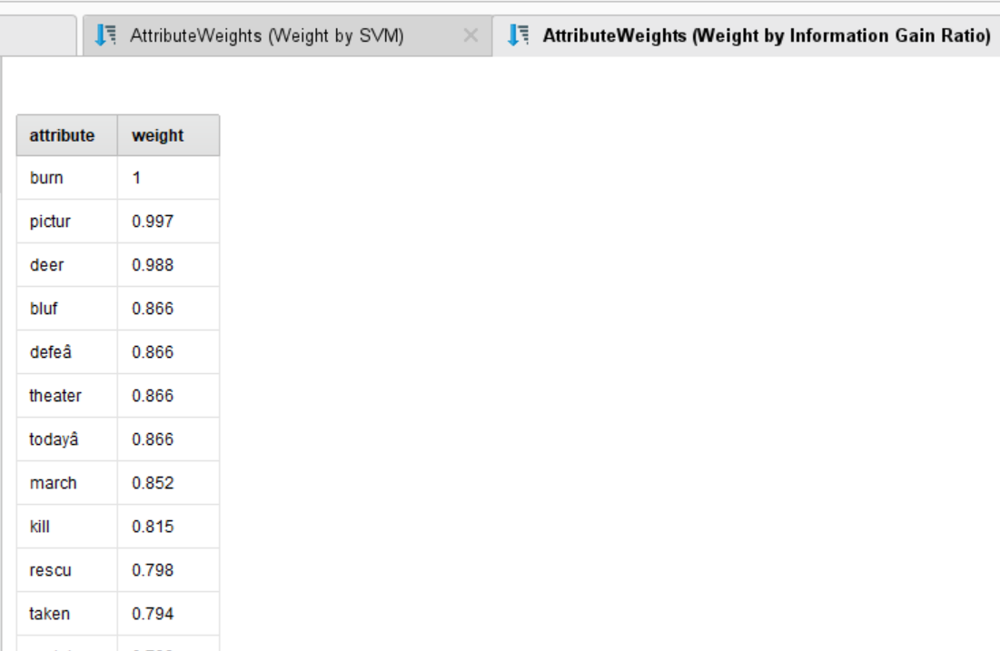 AttributeWeights (Weight by SVM) AttributeWeights (Weight by Information Gain Ratio)
attribute weight
burn 1
pictur 0.997
deer 0.988
bluf 0.866
defeâ 0.866
theater 0.866
todayâ 0.866
march 0.852
kill 0.815
rescu 0.798
taken 0.794